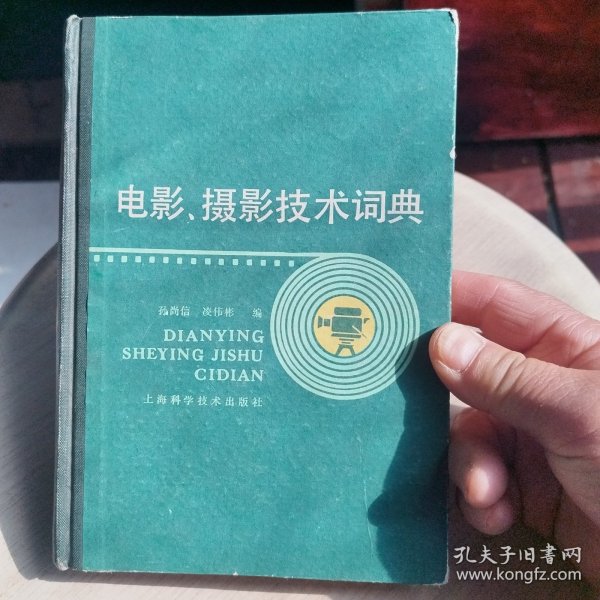 电影、摄影技术词典
孙尚信 凌伟彬 编
DIANYING
SHEYING JISHU
CIDIAN
上海科学技术出版社
孔夫子旧書网
www.kongfz.com